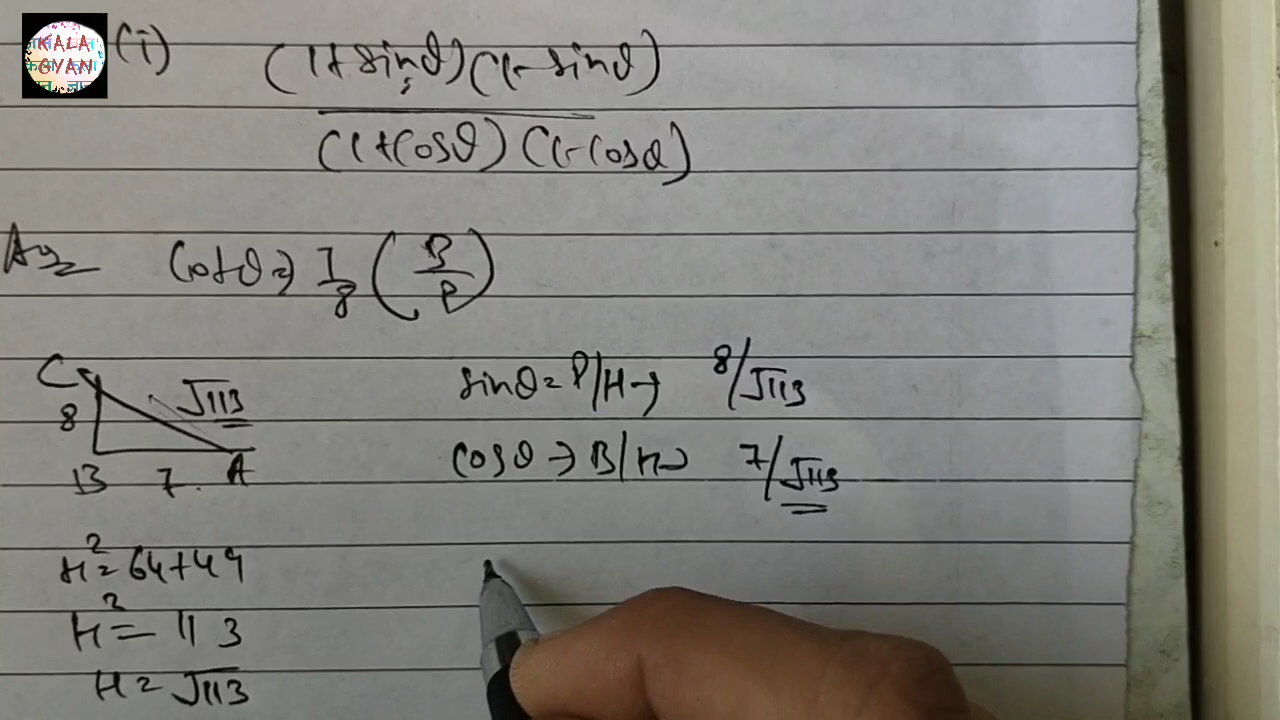 KALA
GYAN
(i) (1+sinθ)(1-sinθ)
(1+cosθ)(1-cosθ)
Ans cotθ = 7/8 (B/P)
C
8 √113
B 7 A
sinθ = P/H → 8/√113
cosθ → B/H → 7/√113
H² = 64+49
H² = 113
H = √113